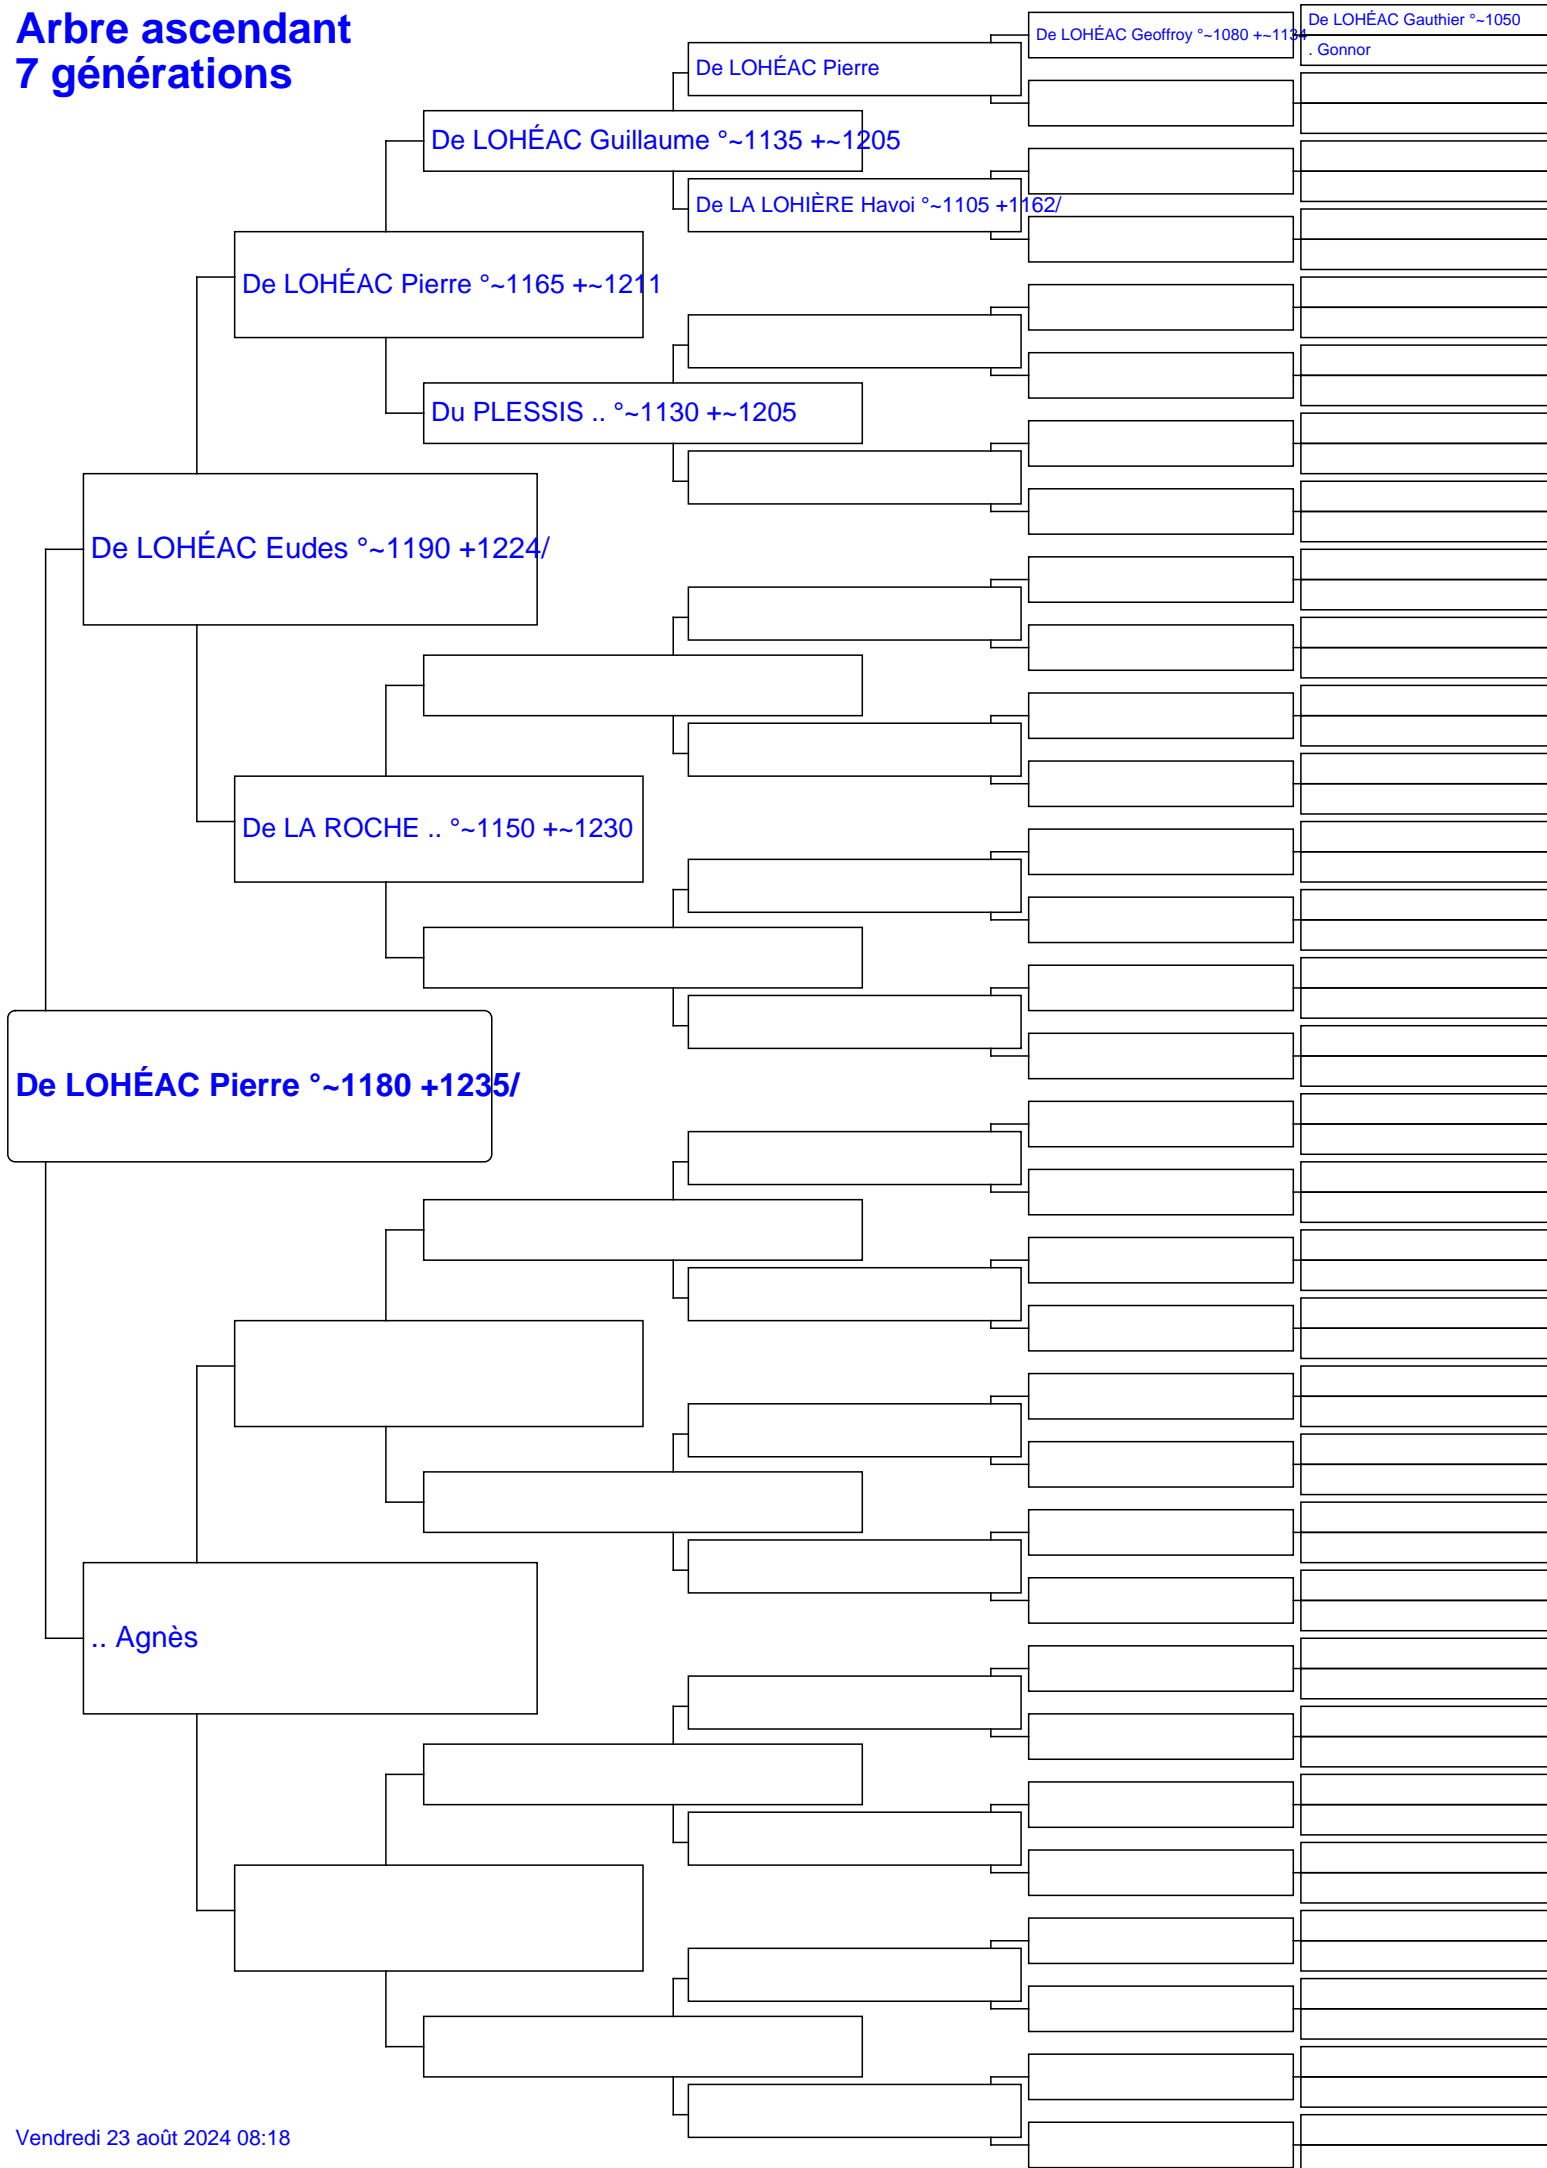 Arbre ascendant
7 générations
De LOHÉAC Gauthier °~1050
De LOHÉAC Geoffroy °~1080 +~1134
. Gonnor
De LOHÉAC Pierre
De LOHÉAC Guillaume °~1135 +~1205
De LA LOHIÈRE Havoi °~1105 +1162/
De LOHÉAC Pierre °~1165 +~1211
Du PLESSIS .. °~1130 +~1205
De LOHÉAC Eudes °~1190 +1224/
De LA ROCHE .. °~1150 +~1230
De LOHÉAC Pierre °~1180 +1235/
.. Agnès
Vendredi 23 août 2024 08:18